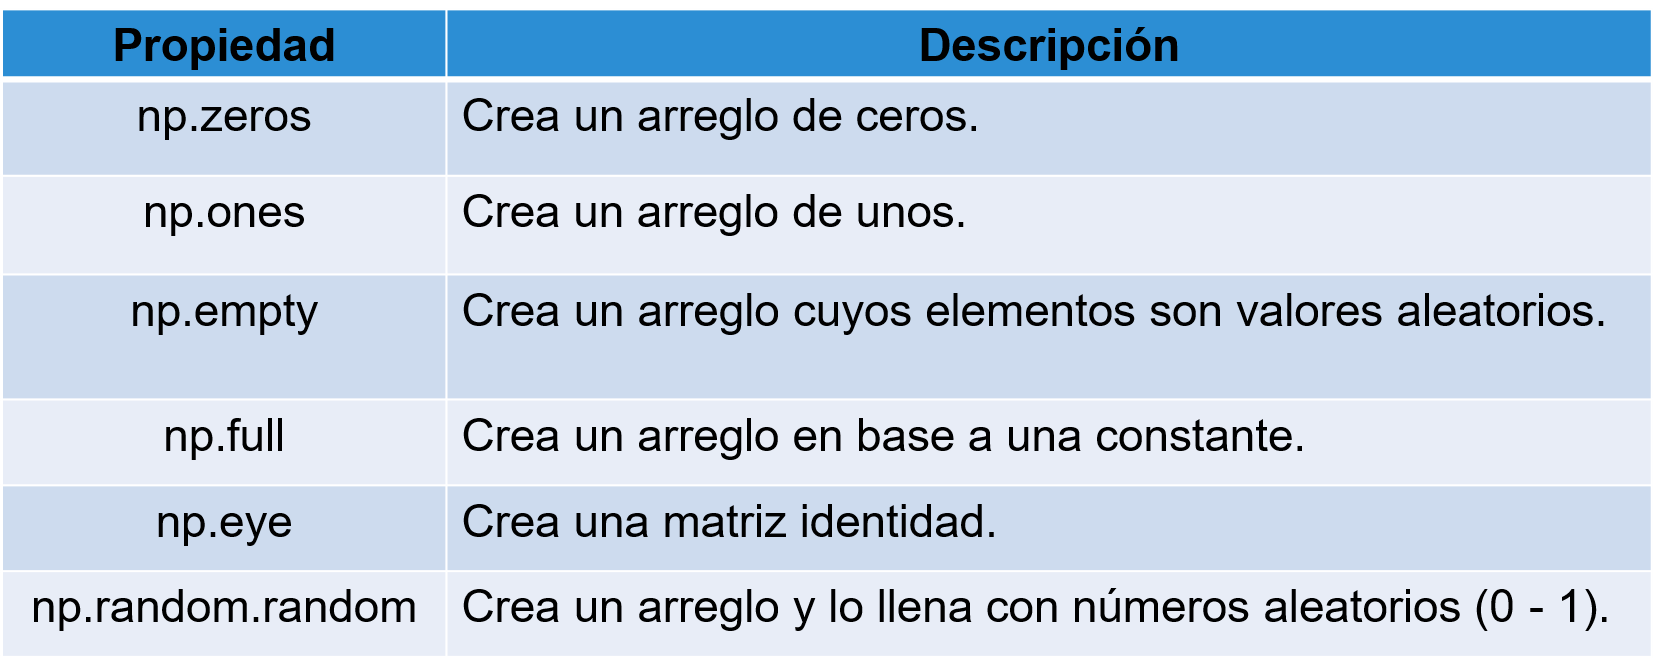 Propiedad Descripción
np.zeros Crea un arreglo de ceros.
np.ones Crea un arreglo de unos.
np.empty Crea un arreglo cuyos elementos son valores aleatorios.
np.full Crea un arreglo en base a una constante.
np.eye Crea una matriz identidad.
np.random.random Crea un arreglo y lo llena con números aleatorios (0 - 1).